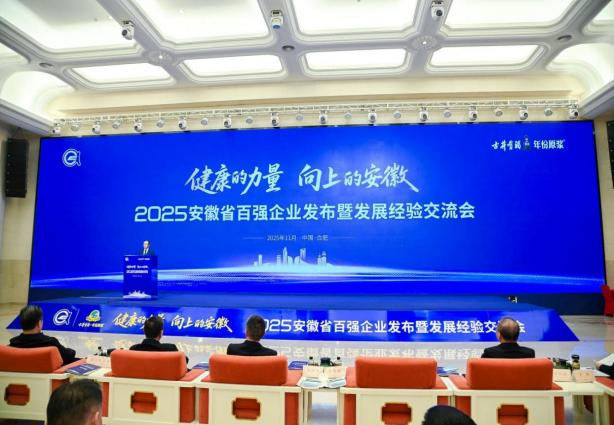 古井贡酒 年份原浆
健康的力量 向上的安徽
2025安徽省百强企业发布暨发展经验交流会
2025年11月·中国·合肥
健康的力量 向上的安徽 2025安徽省百强企业发布暨发展经验交流会